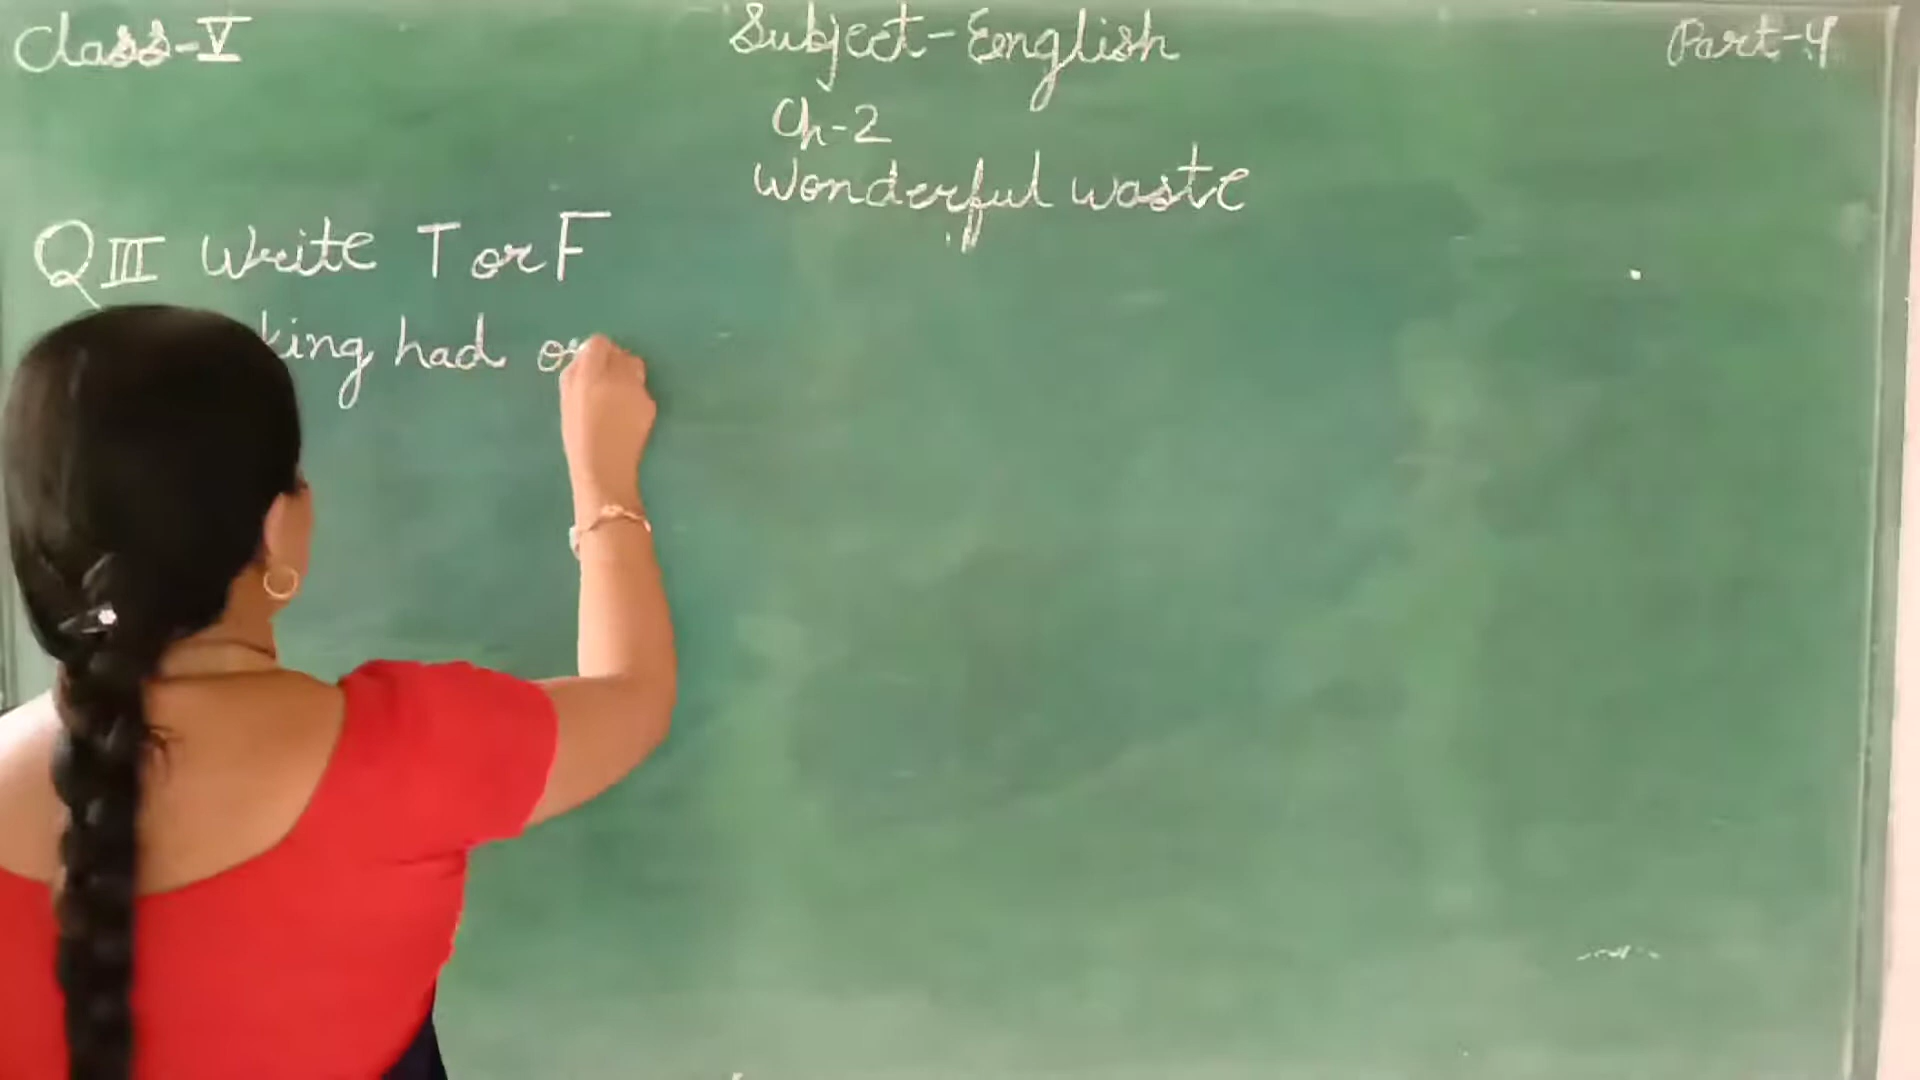 Class-V
Subject-English
Part-4
Ch-2
Wonderful waste
Q III Write T or F
king had